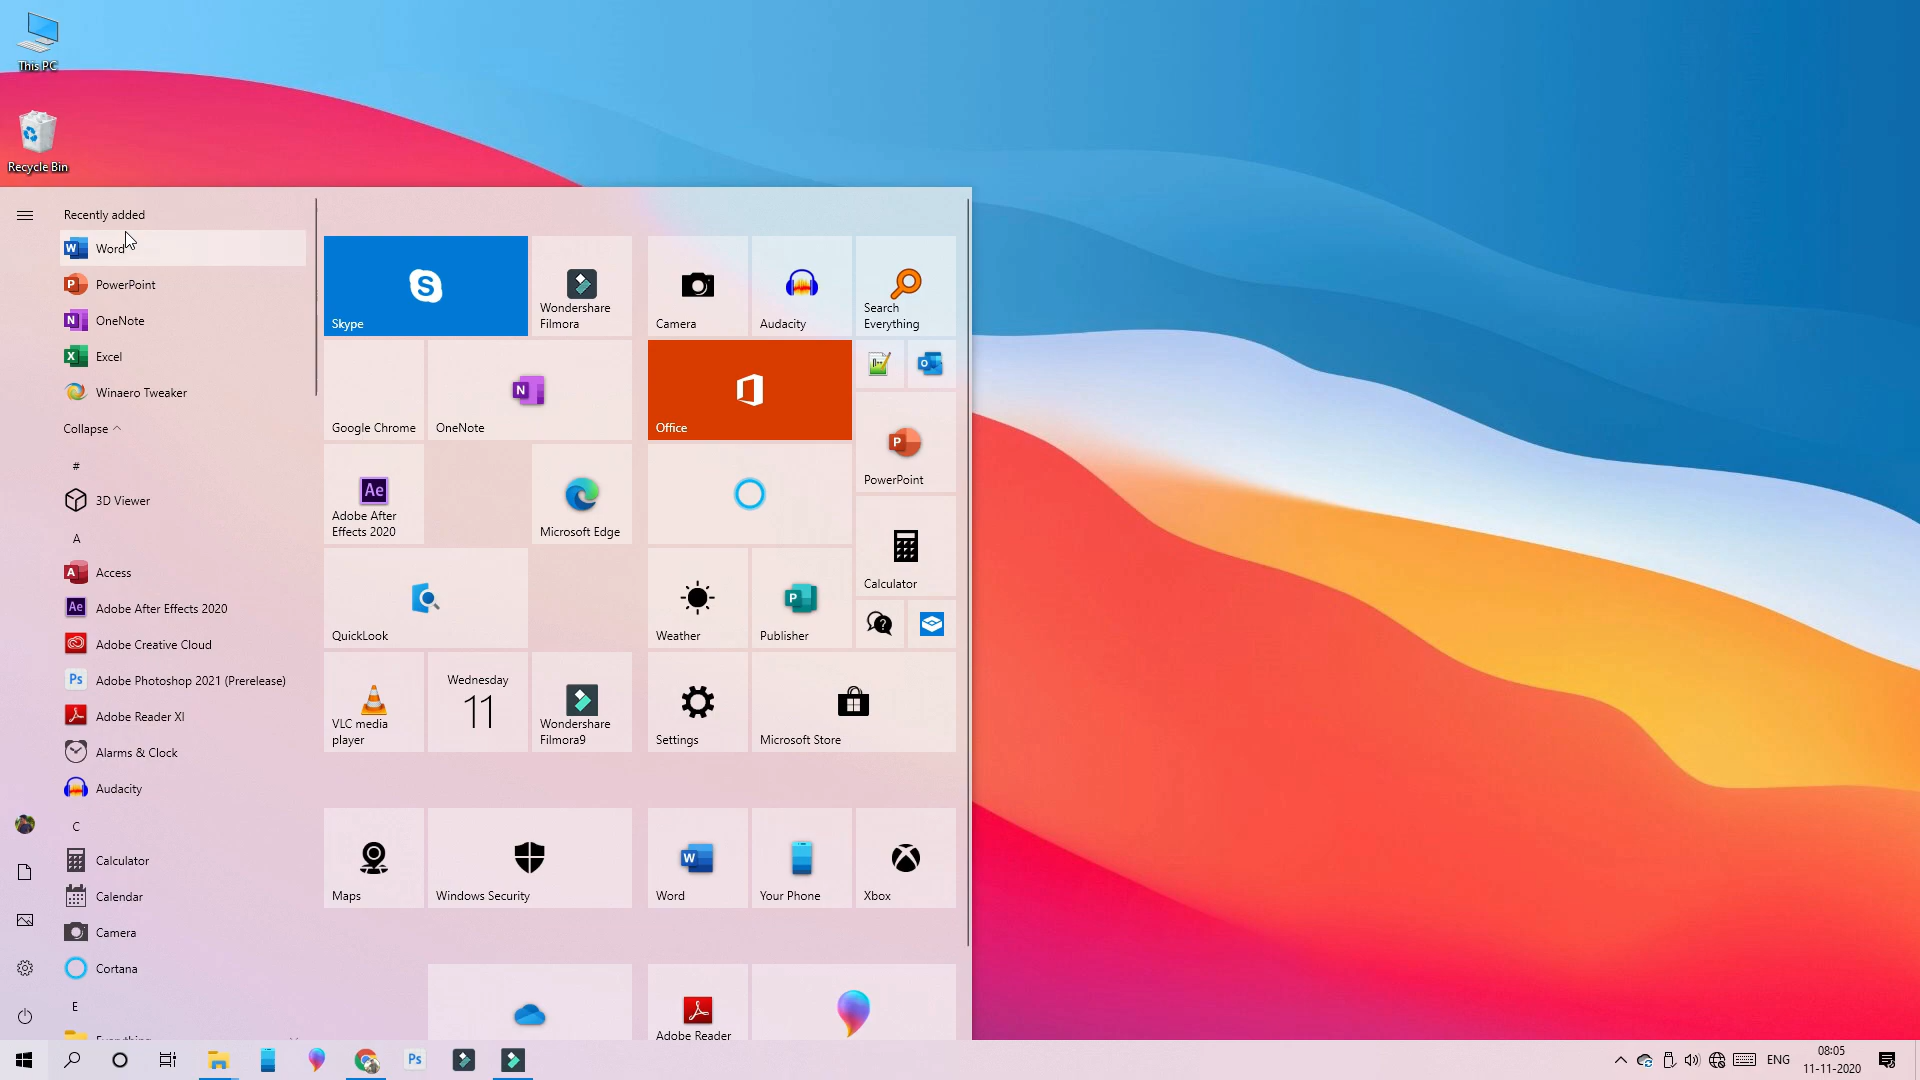 This PC
Recycle Bin
Recently added
Word
PowerPoint
OneNote
Excel
Winaero Tweaker
Collapse
#
3D Viewer
A
Access
Adobe After Effects 2020
Adobe Creative Cloud
Adobe Photoshop 2021 (Prerelease)
Adobe Reader XI
Alarms & Clock
Audacity
C
Calculator
Calendar
Camera
Cortana
E
Skype
Wondershare
Filmora
Google Chrome
OneNote
Adobe After
Effects 2020
Microsoft Edge
QuickLook
VLC media
player
Wednesday
11
Wondershare
Filmora9
Camera
Audacity
Search
Everything
Office
PowerPoint
Calculator
Weather
Publisher
Settings
Microsoft Store
Maps
Windows Security
Word
Your Phone
Xbox
Adobe Reader
ENG
08:05
11-11-2020